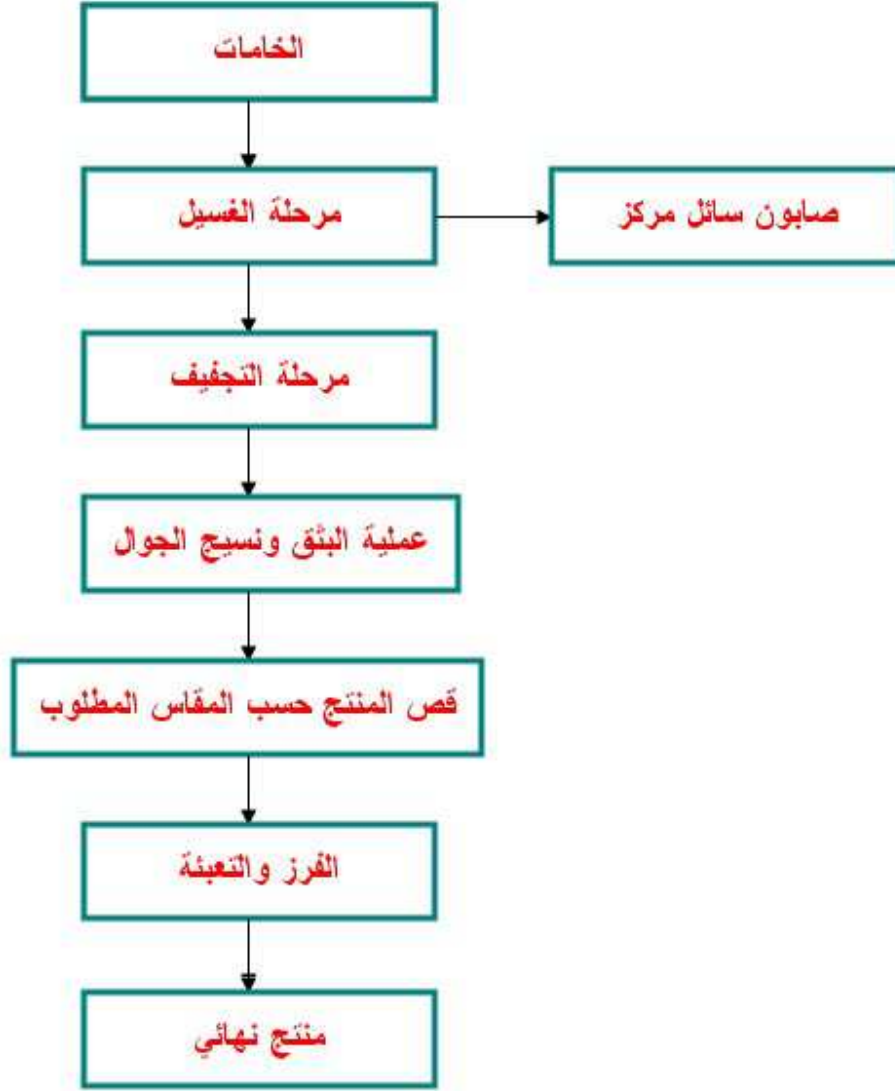 الخامات
مرحلة الغسيل
صابون سائل مركز
مرحلة التجفيف
عملية البثق ونسيج الجوال
قص المنتج حسب المقاس المطلوب
الفرز والتعبئة
منتج نهائي